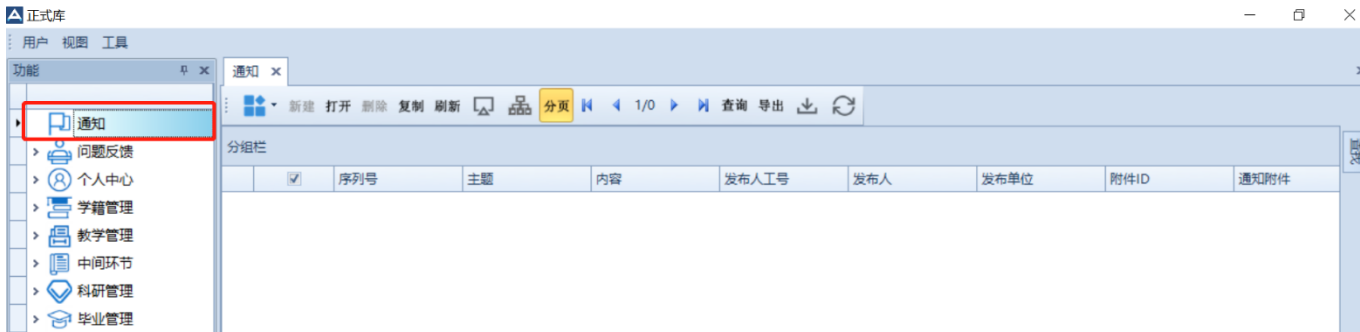 正式库
用户 视图 工具
功能
通知
新建 打开 删除 复制 刷新 分页 1/0 查询 导出
通知
分组栏
查找
序列号 主题 内容 发布人工号 发布人 发布单位 附件ID 通知附件
问题反馈
个人中心
学籍管理
教学管理
中间环节
科研管理
毕业管理